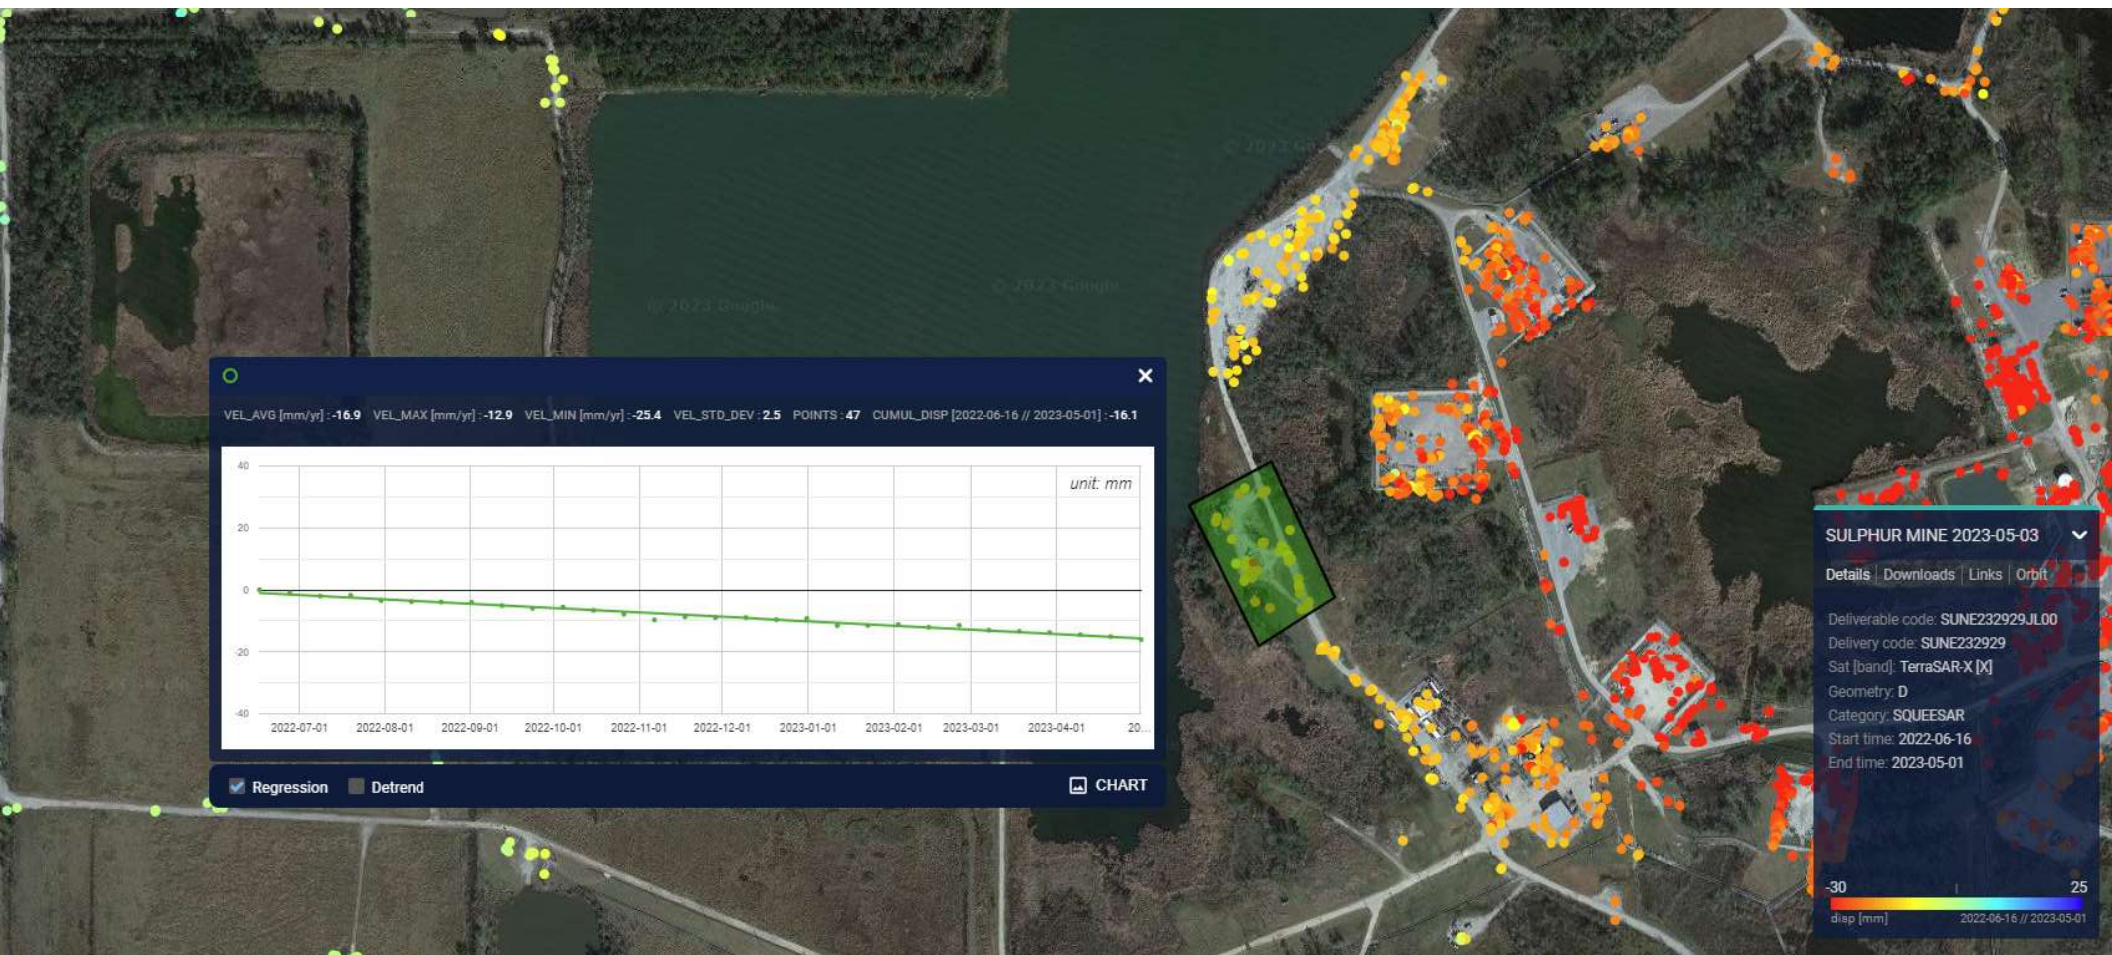 © 2023 Google
© 2023 Google
VEL_AVG [mm/yr] : -16.9 VEL_MAX [mm/yr] : -12.9 VEL_MIN [mm/yr] : -25.4 VEL_STD_DEV : 2.5 POINTS : 47 CUMUL_DISP [2022-06-16 // 2023-05-01] : -16.1
unit: mm
40
20
0
-20
-40
2022-07-01 2022-08-01 2022-09-01 2022-10-01 2022-11-01 2022-12-01 2023-01-01 2023-02-01 2023-03-01 2023-04-01 20...
Regression Detrend CHART
SULPHUR MINE 2023-05-03
Details Downloads Links Orbit
Deliverable code: SUNE232929JL00
Delivery code: SUNE232929
Sat [band]: TerraSAR-X [X]
Geometry: D
Category: SQUEESAR
Start time: 2022-06-16
End time: 2023-05-01
-30 25
disp [mm] 2022-06-16 // 2023-05-01